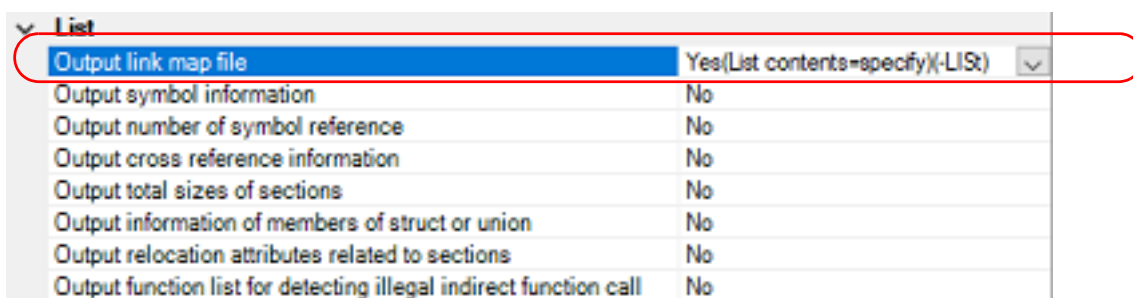 List
Output link map file Yes(List contents=specify)(-LISt)
Output symbol information No
Output number of symbol reference No
Output cross reference information No
Output total sizes of sections No
Output information of members of struct or union No
Output relocation attributes related to sections No
Output function list for detecting illegal indirect function call No